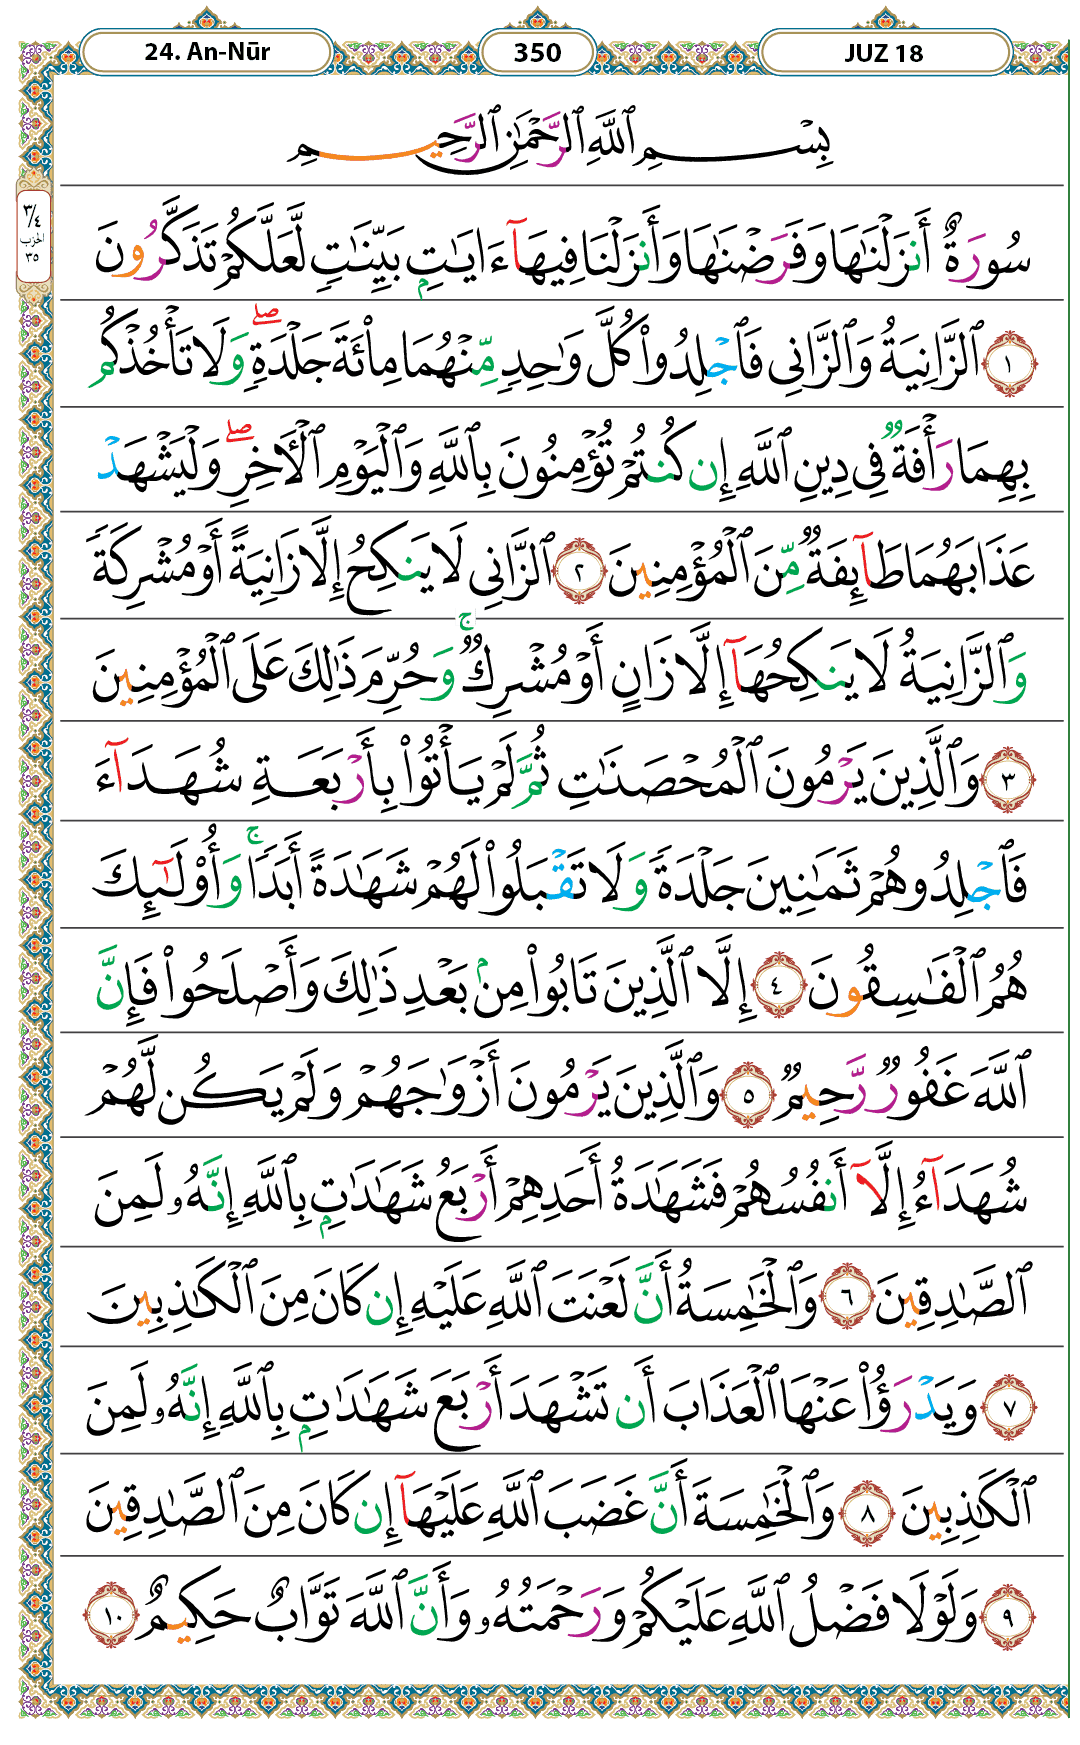 24. An-Nūr
350
JUZ 18
٣/٤ الحزب ٣٥
بِسْمِ ٱللَّهِ ٱلرَّحْمَٰنِ ٱلرَّحِيمِ
سُورَةٌ أَنزَلْنَٰهَا وَفَرَضْنَٰهَا وَأَنزَلْنَا فِيهَآ ءَايَٰتٍۭ بَيِّنَٰتٍ لَّعَلَّكُمْ تَذَكَّرُونَ
١ ٱلزَّانِيَةُ وَٱلزَّانِى فَٱجْلِدُوا۟ كُلَّ وَٰحِدٍ مِّنْهُمَا مِا۟ئَةَ جَلْدَةٍ ۖ وَلَا تَأْخُذْكُم
بِهِمَا رَأْفَةٌ فِى دِينِ ٱللَّهِ إِن كُنتُمْ تُؤْمِنُونَ بِٱللَّهِ وَٱلْيَوْمِ ٱلْءَاخِرِ ۖ وَلْيَشْهَدْ
عَذَابَهُمَا طَآئِفَةٌ مِّنَ ٱلْمُؤْمِنِينَ ٢ ٱلزَّانِى لَا يَنكِحُ إِلَّا زَانِيَةً أَوْ مُشْرِكَةً
وَٱلزَّانِيَةُ لَا يَنكِحُهَآ إِلَّا زَانٍ أَوْ مُشْرِكٌ ۚ وَحُرِّمَ ذَٰلِكَ عَلَى ٱلْمُؤْمِنِينَ
٣ وَٱلَّذِينَ يَرْمُونَ ٱلْمُحْصَنَٰتِ ثُمَّ لَمْ يَأْتُوا۟ بِأَرْبَعَةِ شُهَدَآءَ
فَٱجْلِدُوهُمْ ثَمَٰنِينَ جَلْدَةً وَلَا تَقْبَلُوا۟ لَهُمْ شَهَٰدَةً أَبَدًا ۚ وَأُو۟لَٰٓئِكَ
هُمُ ٱلْفَٰسِقُونَ ٤ إِلَّا ٱلَّذِينَ تَابُوا۟ مِنۢ بَعْدِ ذَٰلِكَ وَأَصْلَحُوا۟ فَإِنَّ
ٱللَّهَ غَفُورٌ رَّحِيمٌ ٥ وَٱلَّذِينَ يَرْمُونَ أَزْوَٰجَهُمْ وَلَمْ يَكُن لَّهُمْ
شُهَدَآءُ إِلَّآ أَنفُسُهُمْ فَشَهَٰدَةُ أَحَدِهِمْ أَرْبَعُ شَهَٰدَٰتٍۭ بِٱللَّهِ إِنَّهُۥ لَمِنَ
ٱلصَّٰدِقِينَ ٦ وَٱلْخَٰمِسَةُ أَنَّ لَعْنَتَ ٱللَّهِ عَلَيْهِ إِن كَانَ مِنَ ٱلْكَٰذِبِينَ
٧ وَيَدْرَؤُا۟ عَنْهَا ٱلْعَذَابَ أَن تَشْهَدَ أَرْبَعَ شَهَٰدَٰتٍۭ بِٱللَّهِ إِنَّهُۥ لَمِنَ
ٱلْكَٰذِبِينَ ٨ وَٱلْخَٰمِسَةَ أَنَّ غَضَبَ ٱللَّهِ عَلَيْهَآ إِن كَانَ مِنَ ٱلصَّٰدِقِينَ
٩ وَلَوْلَا فَضْلُ ٱللَّهِ عَلَيْكُمْ وَرَحْمَتُهُۥ وَأَنَّ ٱللَّهَ تَوَّابٌ حَكِيمٌ ١٠